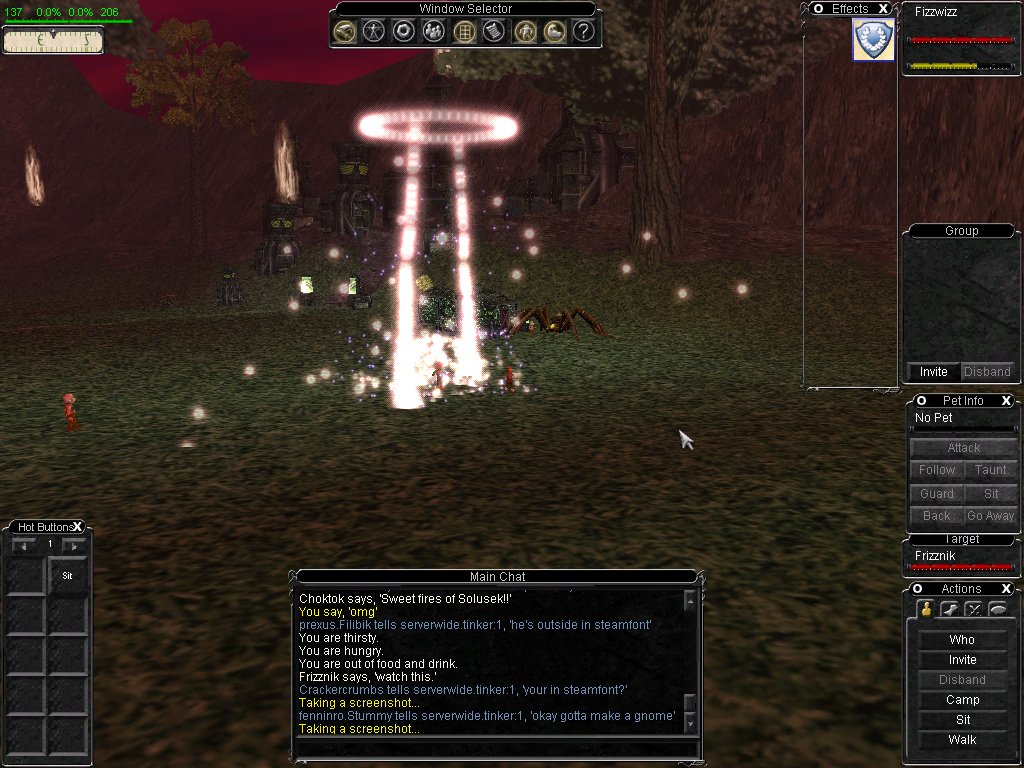 137 0.0% 0.0% 206
E S
Window Selector
?
Effects X
Fizzwizz
Group
Invite Disband
Pet Info X
No Pet
Attack
Follow Taunt
Guard Sit
Back Go Away
Target
Frizznik
Actions X
Who
Invite
Disband
Camp
Sit
Walk
Hot Buttons X
1
Sit
Main Chat
Choktok says, 'Sweet fires of Solusek!!'
You say, 'omg'
prexus.Filibik tells serverwide.tinker:1, 'he's outside in steamfont'
You are thirsty.
You are hungry.
You are out of food and drink.
Frizznik says, 'watch this.'
Crackercrumbs tells serverwide.tinker:1, 'your in steamfont?'
Taking a screenshot...
fenninro.Stummy tells serverwide.tinker:1, 'okay gotta make a gnome'
Taking a screenshot...